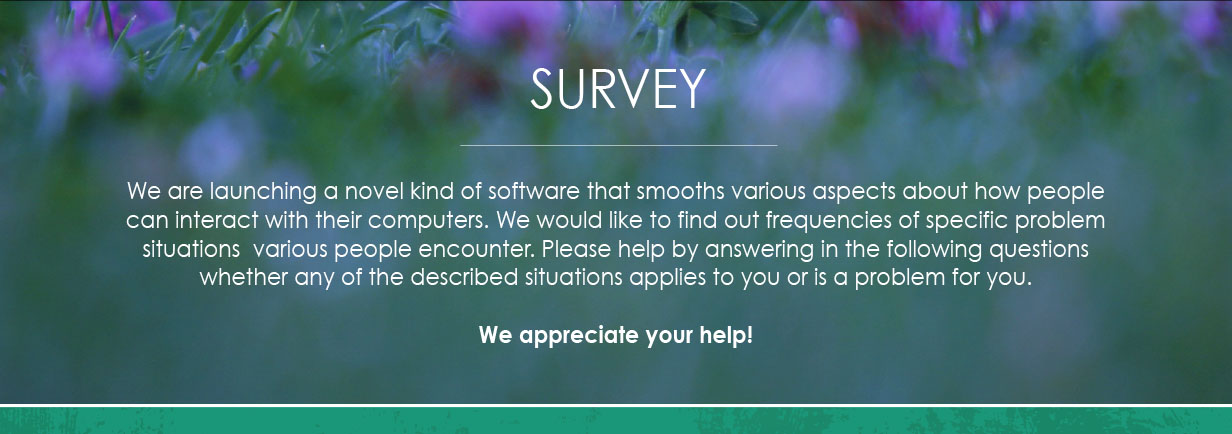 SURVEY
We are launching a novel kind of software that smooths various aspects about how people
can interact with their computers. We would like to find out frequencies of specific problem
situations  various people encounter. Please help by answering in the following questions
whether any of the described situations applies to you or is a problem for you.
We appreciate your help!